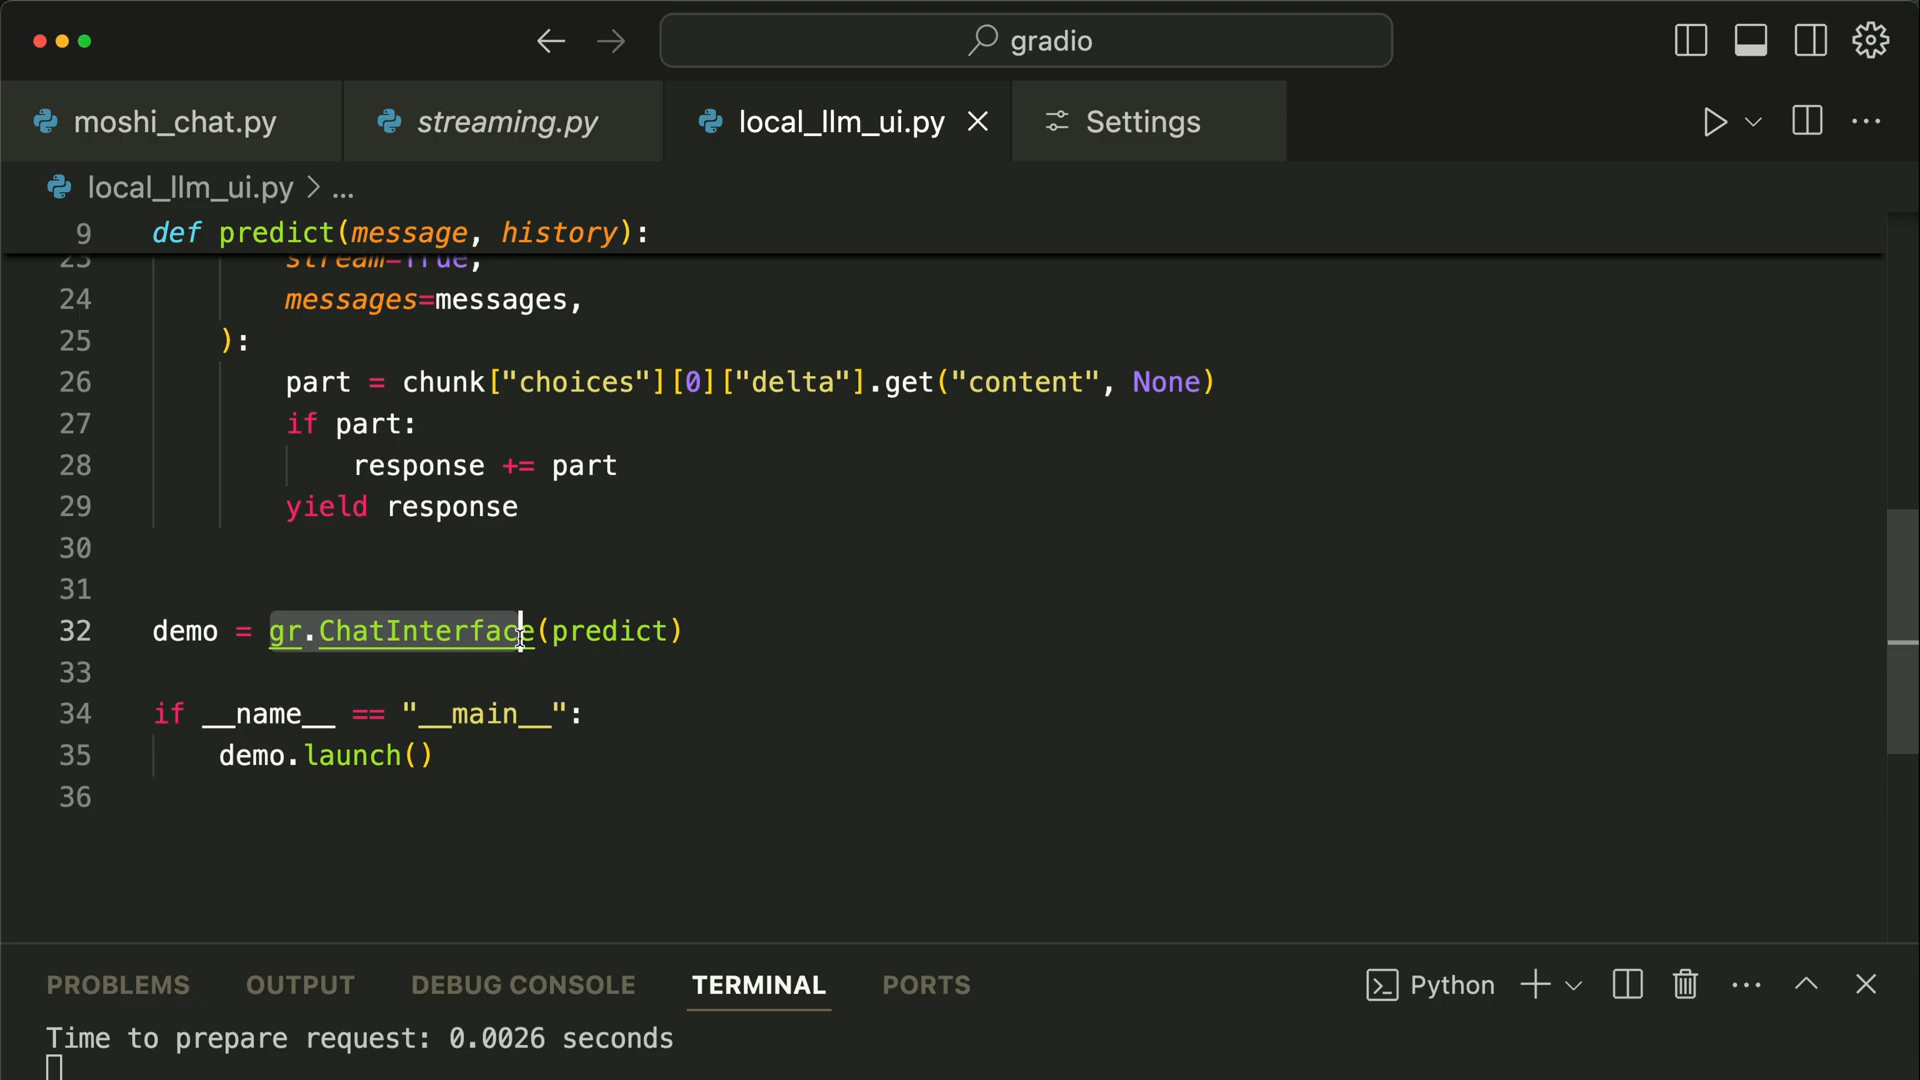 gradio
moshi_chat.py
streaming.py
local_llm_ui.py
Settings
local_llm_ui.py > ...
9 def predict(message, history):
23 stream=True,
24 messages=messages,
25 ):
26 part = chunk["choices"][0]["delta"].get("content", None)
27 if part:
28 response += part
29 yield response
30
31
32 demo = gr.ChatInterface(predict)
33
34 if __name__ == "__main__":
35 demo.launch()
36
PROBLEMS OUTPUT DEBUG CONSOLE TERMINAL PORTS Python
Time to prepare request: 0.0026 seconds